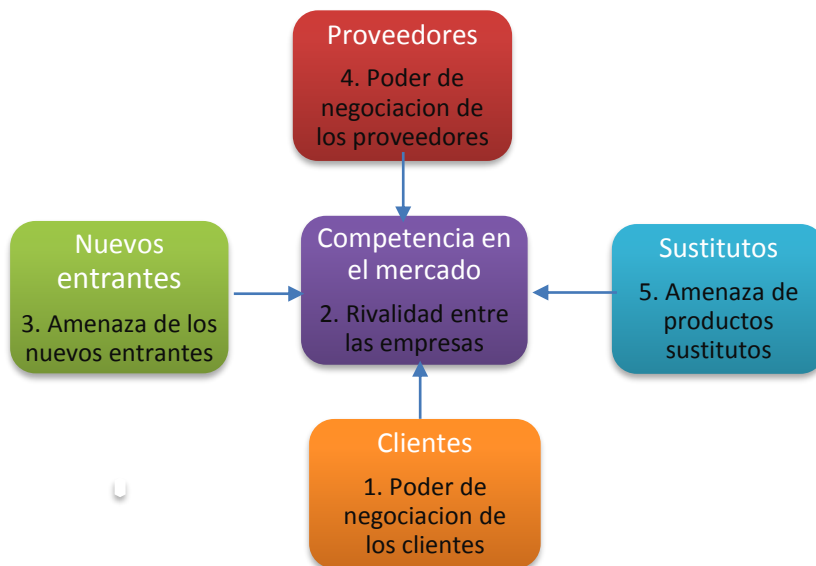 Proveedores
4. Poder de
negociacion de
los proveedores
Nuevos
entrantes
3. Amenaza de los
nuevos entrantes
Competencia en
el mercado
2. Rivalidad entre
las empresas
Sustitutos
5. Amenaza de
productos
sustitutos
Clientes
1. Poder de
negociacion de
los clientes